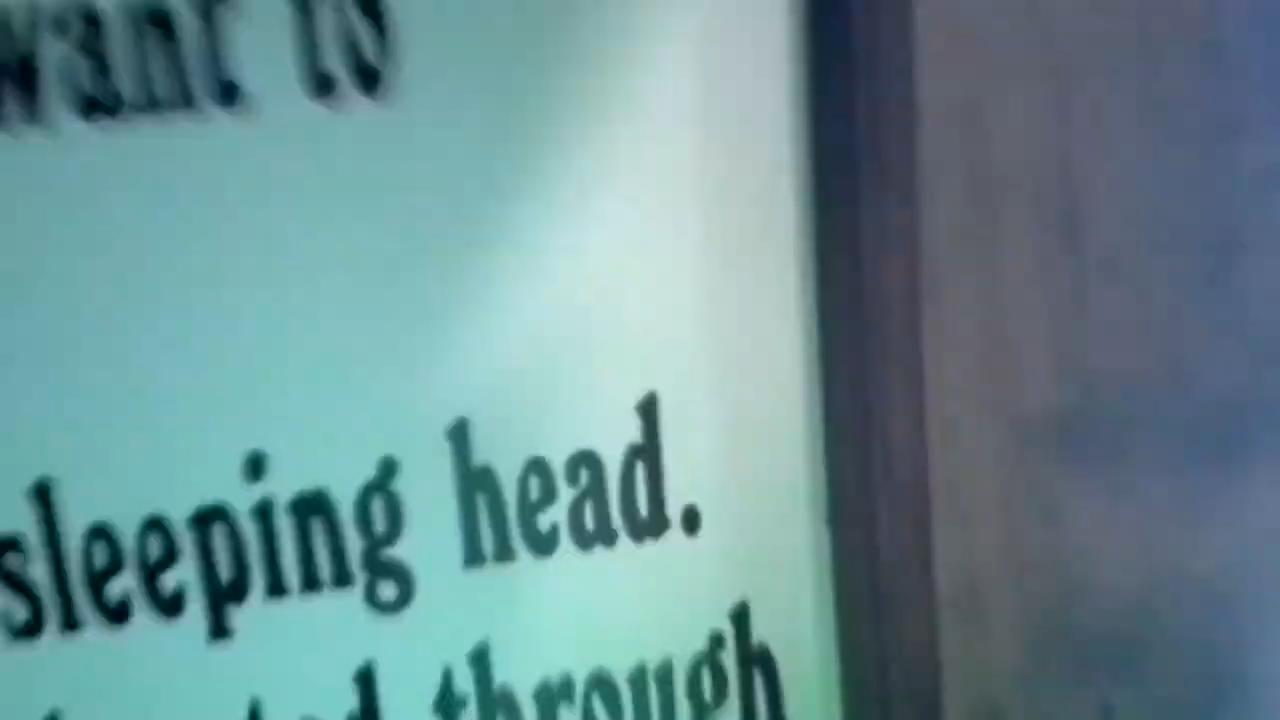 want to
sleeping head.
through